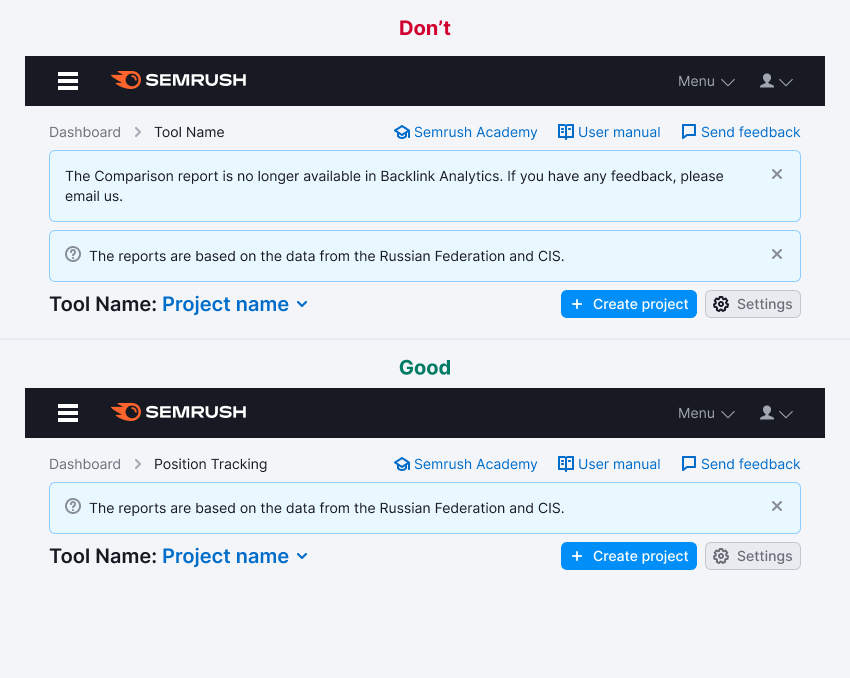 Don’t
SEMRUSH Menu
Dashboard Tool Name Semrush Academy User manual Send feedback
The Comparison report is no longer available in Backlink Analytics. If you have any feedback, please
email us.
The reports are based on the data from the Russian Federation and CIS.
Tool Name: Project name + Create project Settings
Good
SEMRUSH Menu
Dashboard Position Tracking Semrush Academy User manual Send feedback
The reports are based on the data from the Russian Federation and CIS.
Tool Name: Project name + Create project Settings